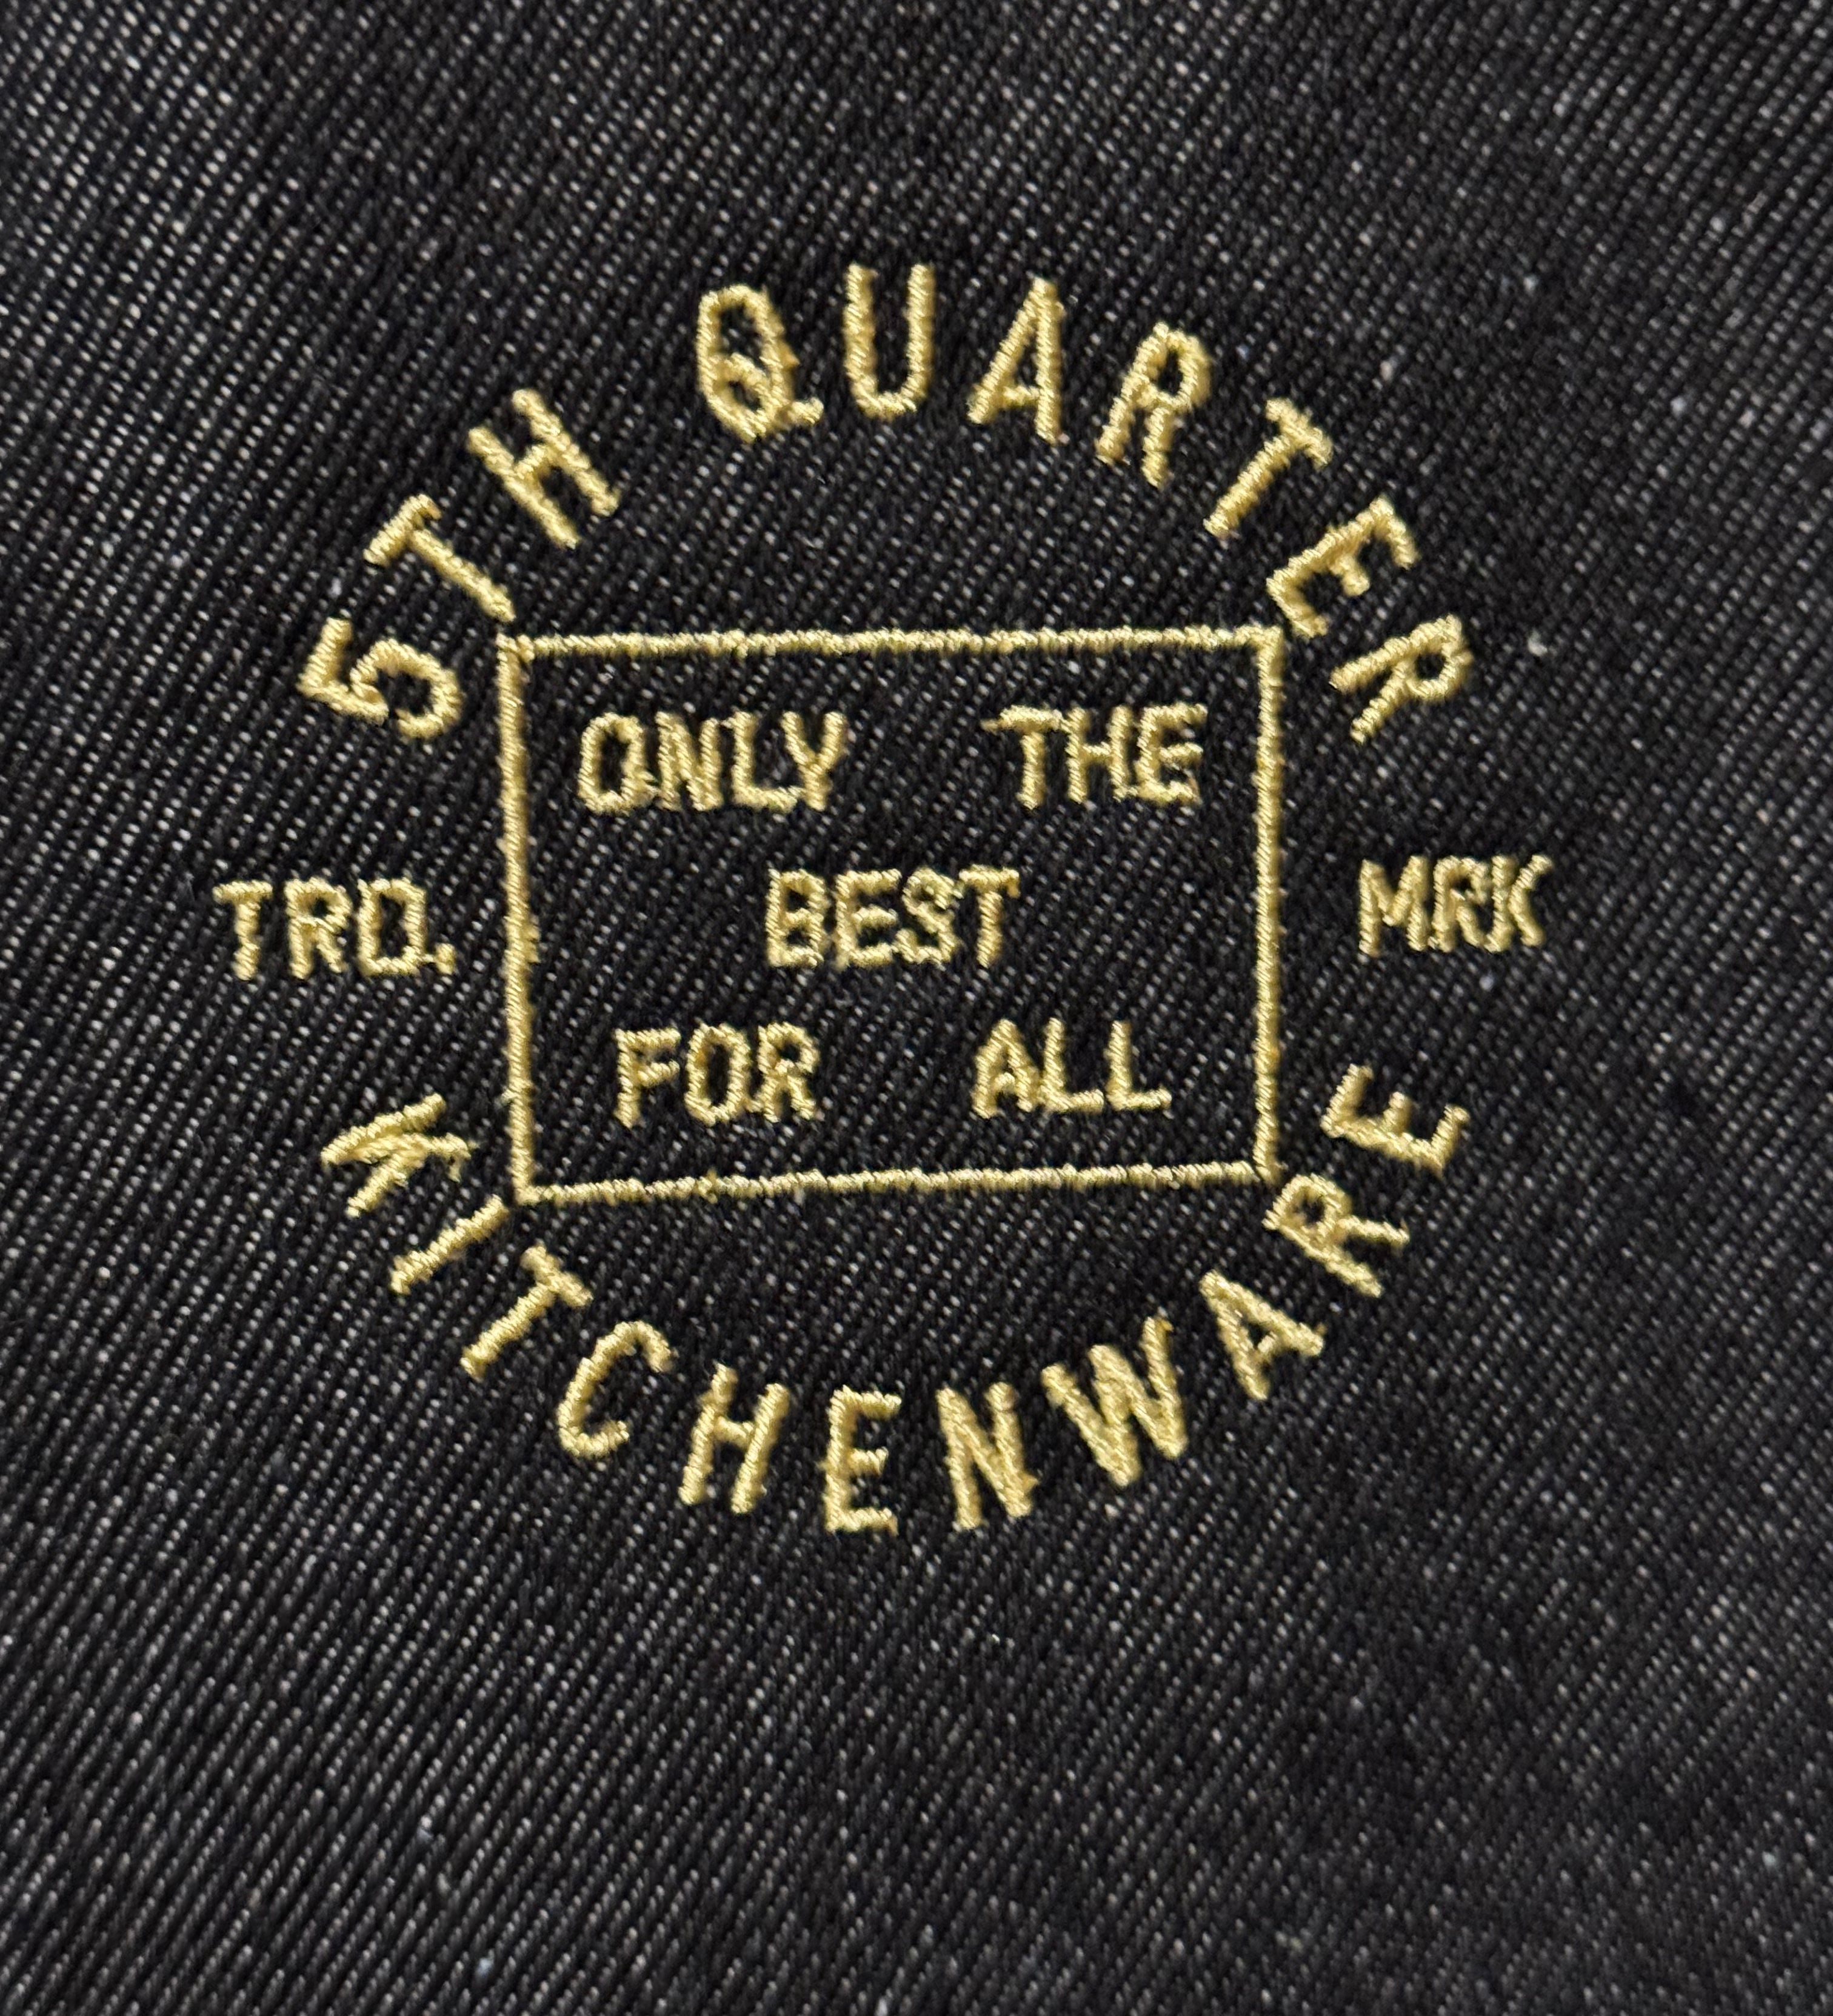 5TH QUARTER
ONLY THE
TRD. BEST MRK
FOR ALL
KITCHENWARE